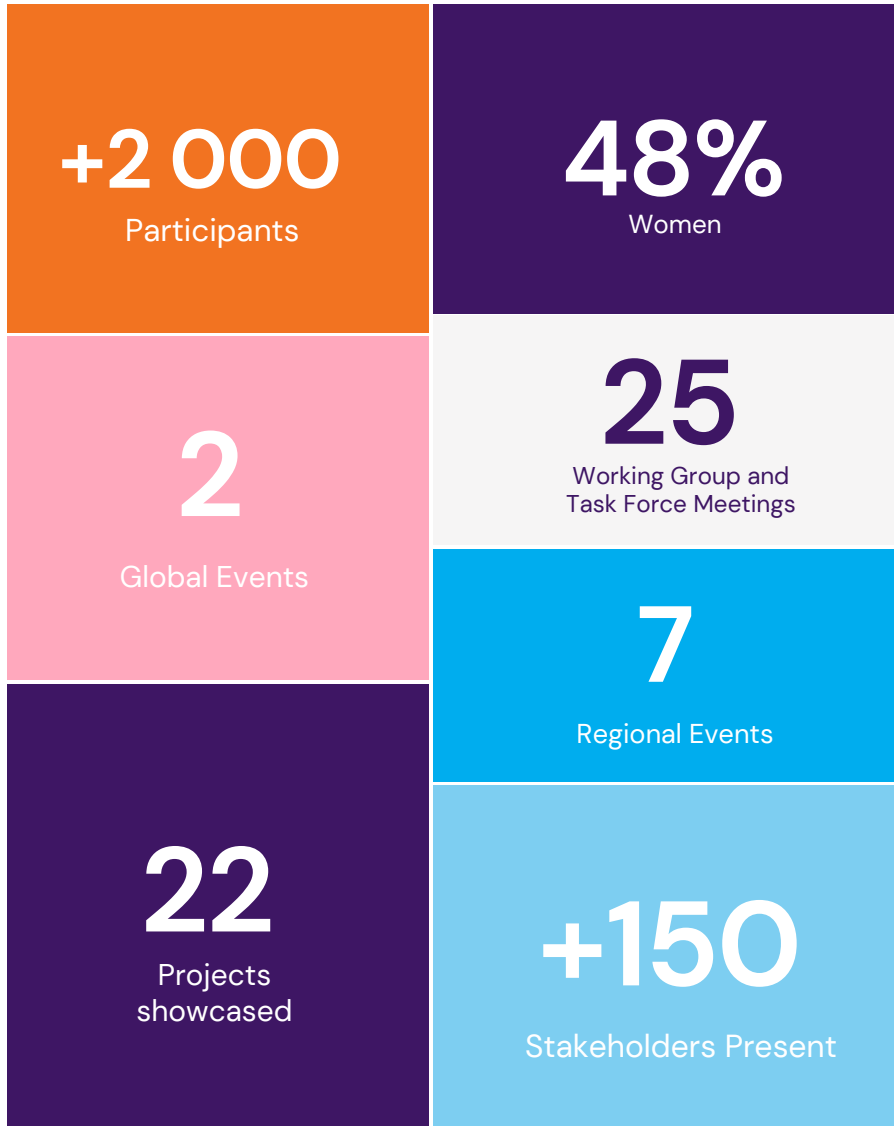 +2 000
Participants
48%
Women
2
Global Events
25
Working Group and
Task Force Meetings
7
Regional Events
22
Projects
showcased
+150
Stakeholders Present